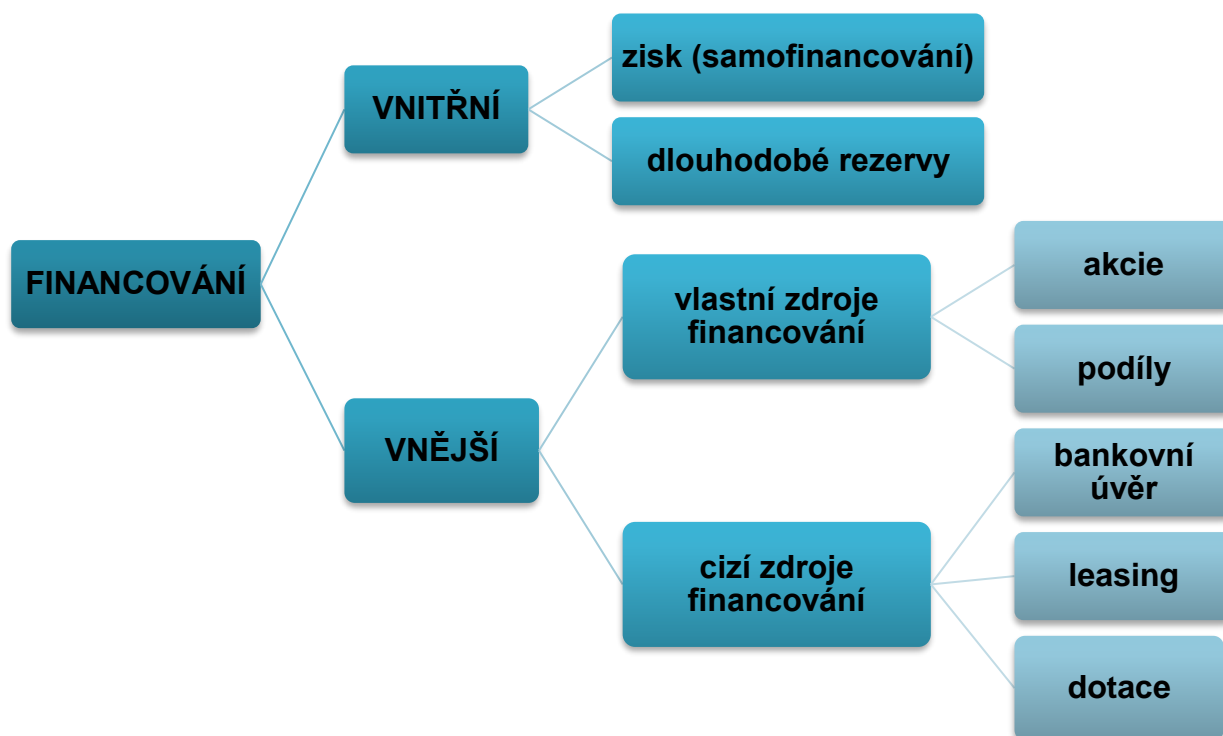 FINANCOVÁNÍ
VNITŘNÍ
zisk (samofinancování)
dlouhodobé rezervy
VNĚJŠÍ
vlastní zdroje
financování
akcie
podíly
cizí zdroje
financování
bankovní
úvěr
leasing
dotace